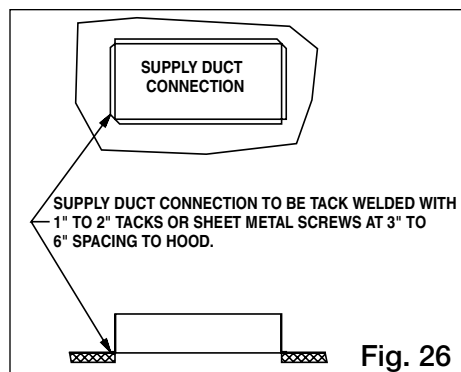 SUPPLY DUCT
CONNECTION
SUPPLY DUCT CONNECTION TO BE TACK WELDED WITH
1" TO 2" TACKS OR SHEET METAL SCREWS AT 3" TO
6" SPACING TO HOOD.
Fig. 26